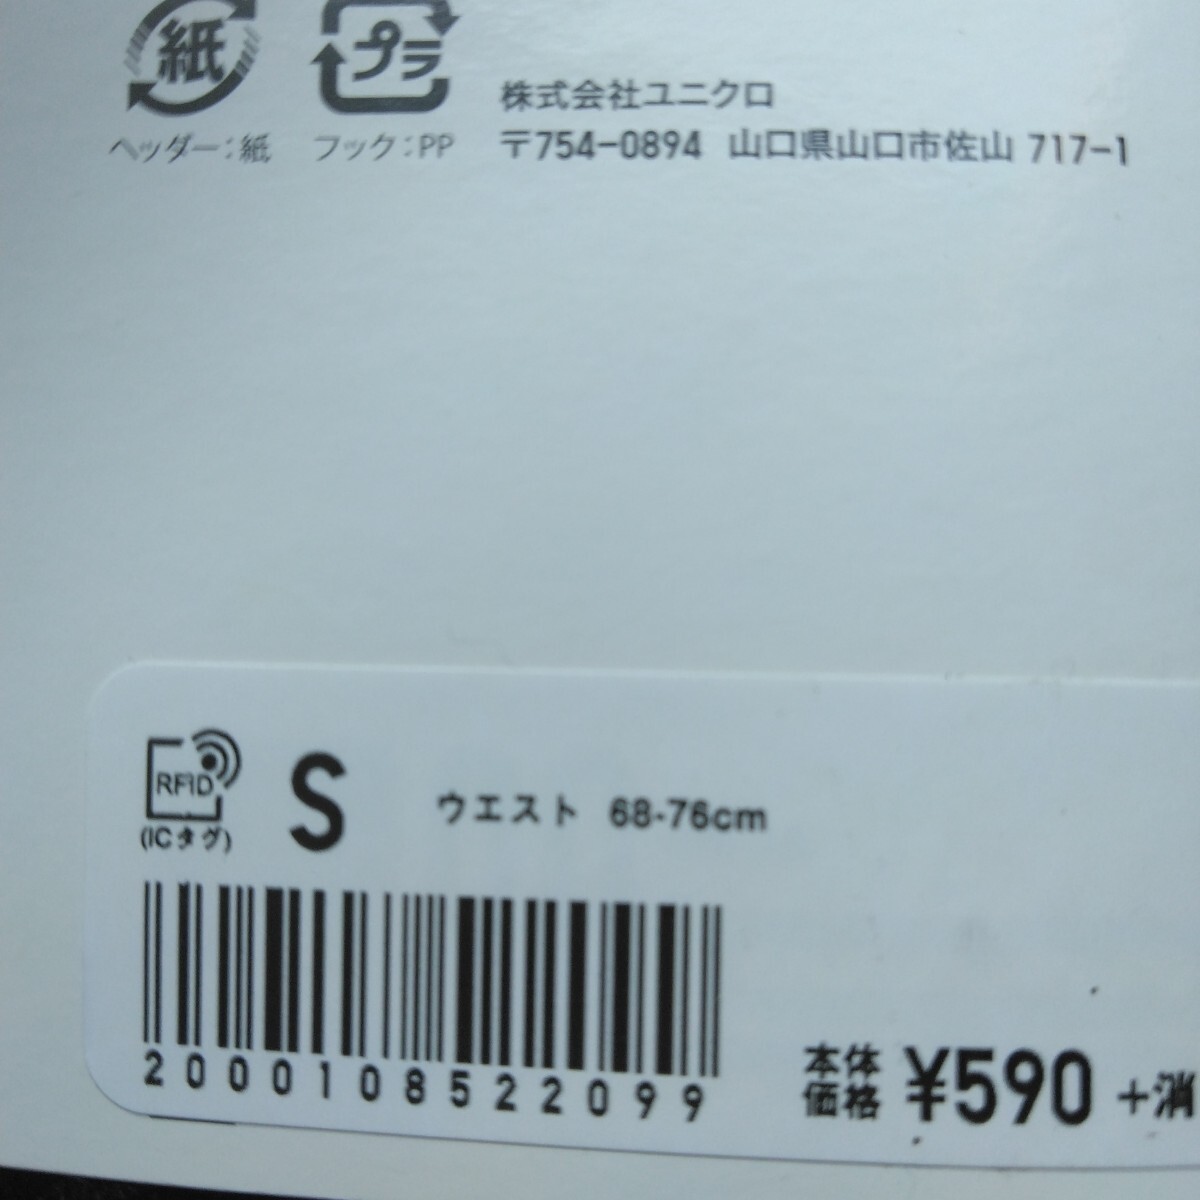 紙 プラ
ヘッダー:紙 フック:PP
株式会社ユニクロ
〒754-0894 山口県山口市佐山 717-1
RFID
(ICタグ)
S ウエスト 68-76cm
2000108522099
本体
価格 ¥590 +消